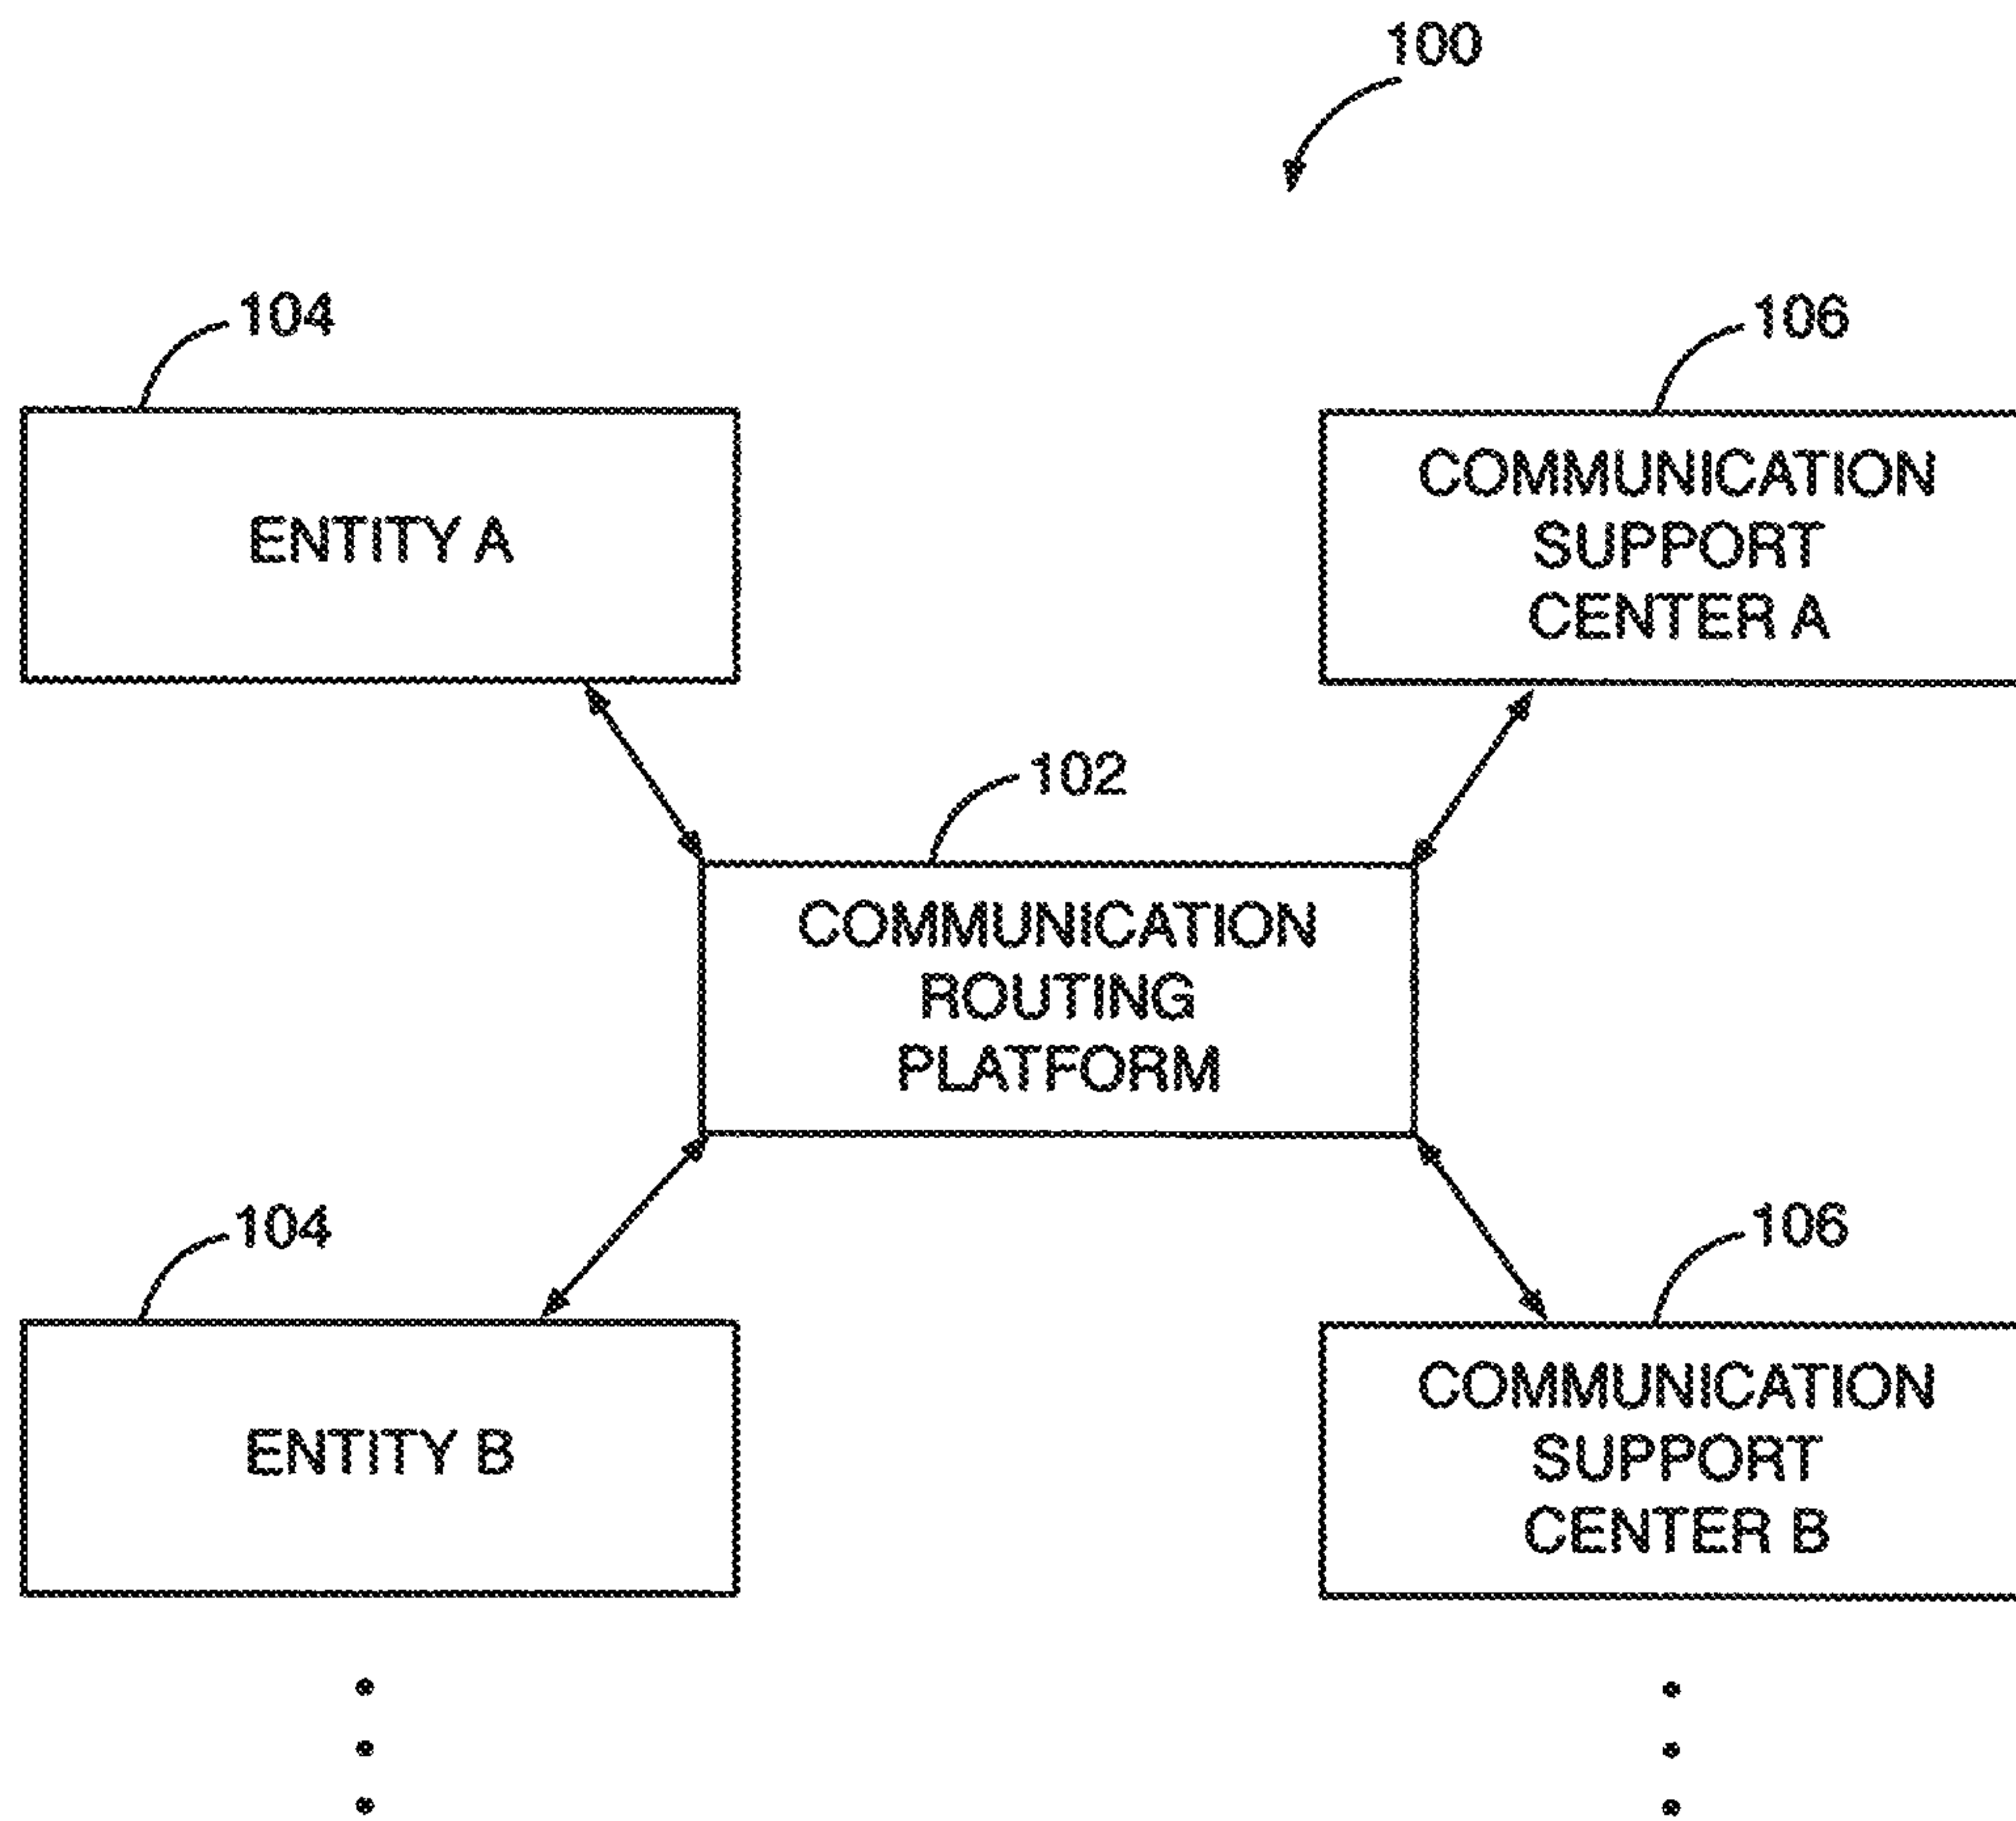 100
104
106
ENTITY A
COMMUNICATION
SUPPORT
CENTER A
102
COMMUNICATION
ROUTING
PLATFORM
104
106
ENTITY B
COMMUNICATION
SUPPORT
CENTER B